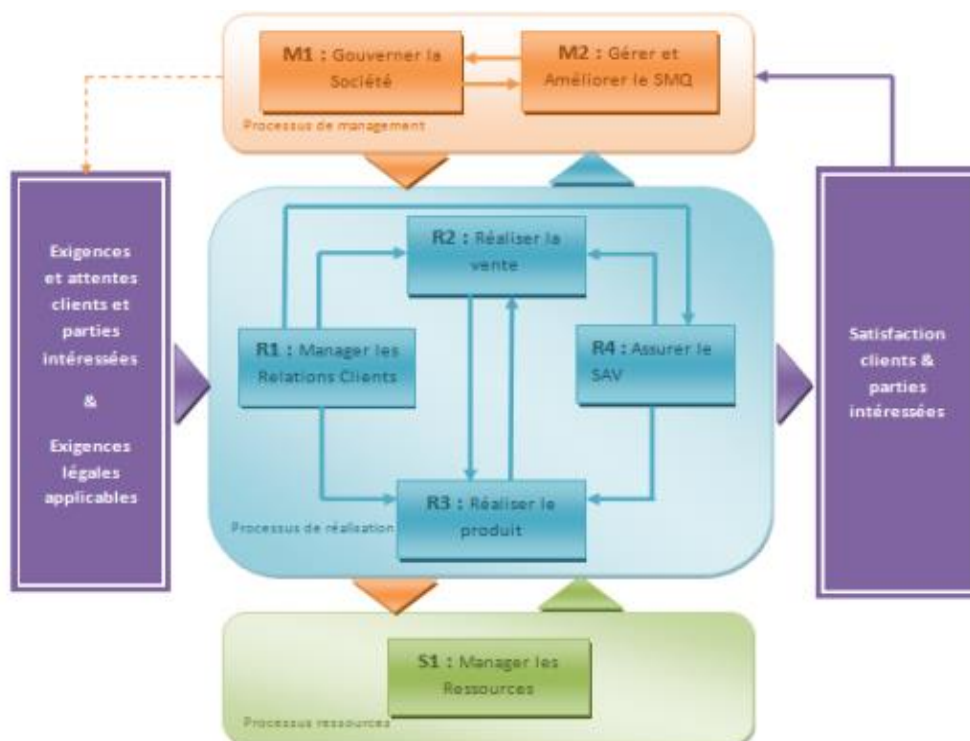 M1 : Gouverner la
Société
M2 : Gérer et
Améliorer le SMQ
Processus de management
Exigences
et attentes
clients et
parties
intéressées
&
Exigences
légales
applicables
R2 : Réaliser la
vente
R1 : Manager les
Relations Clients
R4 : Assurer le
SAV
R3 : Réaliser le
produit
Processus de réalisation
Satisfaction
clients &
parties
intéressées
S1 : Manager les
Ressources
Processus ressources